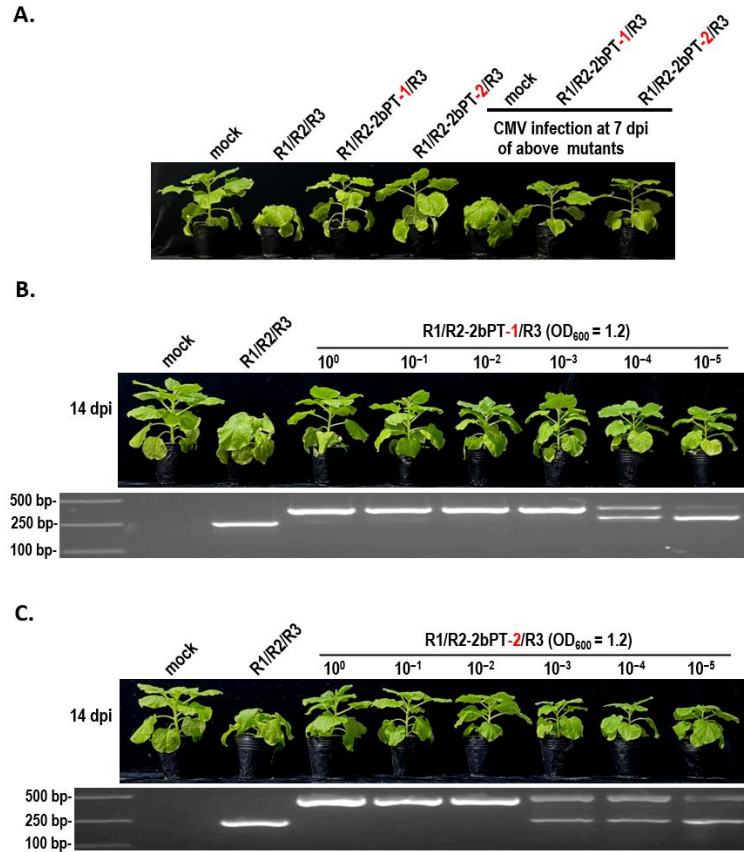 A.
mock
R1/R2/R3
R1/R2-2bPT-1/R3
R1/R2-2bPT-2/R3
mock
R1/R2-2bPT-1/R3
R1/R2-2bPT-2/R3
CMV infection at 7 dpi
of above mutants
B.
mock
R1/R2/R3
R1/R2-2bPT-1/R3 (OD₆₀₀ = 1.2)
10⁰ 10⁻¹ 10⁻² 10⁻³ 10⁻⁴ 10⁻⁵
14 dpi
500 bp-
250 bp-
100 bp-
C.
mock
R1/R2/R3
R1/R2-2bPT-2/R3 (OD₆₀₀ = 1.2)
10⁰ 10⁻¹ 10⁻² 10⁻³ 10⁻⁴ 10⁻⁵
14 dpi
500 bp-
250 bp-
100 bp-